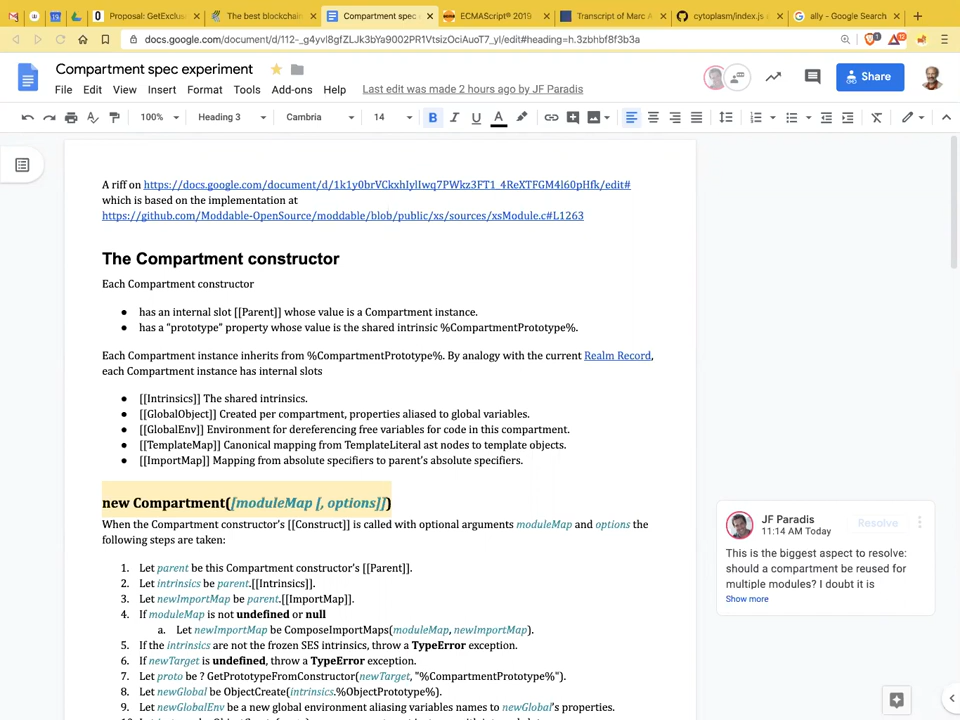 Proposal: GetExclus
The best blockchain
Compartment spec
ECMAScript® 2019
Transcript of Marc A
cytoplasm/index.js
ally - Google Search
docs.google.com/document/d/112-_g4yvl8gfZLJk3bYa9002PR1VtsizOciAuoT7_yl/edit#heading=h.3zbhbf8f3b3a
Compartment spec experiment
File Edit View Insert Format Tools Add-ons Help Last edit was made 2 hours ago by JF Paradis
Share
100% Heading 3 Cambria 14 B I U A
A riff on https://docs.google.com/document/d/1k1y0brVCkxhIylIwq7PWKz3FT1_4ReXTFGM4l60pHfk/edit#
which is based on the implementation at
https://github.com/Moddable-OpenSource/moddable/blob/public/xs/sources/xsModule.c#L1263
The Compartment constructor
Each Compartment constructor
● has an internal slot [[Parent]] whose value is a Compartment instance.
● has a "prototype" property whose value is the shared intrinsic %CompartmentPrototype%.
Each Compartment instance inherits from %CompartmentPrototype%. By analogy with the current Realm Record,
each Compartment instance has internal slots
● [[Intrinsics]] The shared intrinsics.
● [[GlobalObject]] Created per compartment, properties aliased to global variables.
● [[GlobalEnv]] Environment for dereferencing free variables for code in this compartment.
● [[TemplateMap]] Canonical mapping from TemplateLiteral ast nodes to template objects.
● [[ImportMap]] Mapping from absolute specifiers to parent's absolute specifiers.
new Compartment([moduleMap [, options]])
When the Compartment constructor's [[Construct]] is called with optional arguments moduleMap and options the
following steps are taken:
1. Let parent be this Compartment constructor's [[Parent]].
2. Let intrinsics be parent.[[Intrinsics]].
3. Let newImportMap be parent.[[ImportMap]].
4. If moduleMap is not undefined or null
a. Let newImportMap be ComposeImportMaps(moduleMap, newImportMap).
5. If the intrinsics are not the frozen SES intrinsics, throw a TypeError exception.
6. If newTarget is undefined, throw a TypeError exception.
7. Let proto be ? GetPrototypeFromConstructor(newTarget, "%CompartmentPrototype%").
8. Let newGlobal be ObjectCreate(intrinsics.%ObjectPrototype%).
9. Let newGlobalEnv be a new global environment aliasing variables names to newGlobal's properties.
JF Paradis
11:14 AM Today
Resolve
This is the biggest aspect to resolve:
should a compartment be reused for
multiple modules? I doubt it is
Show more